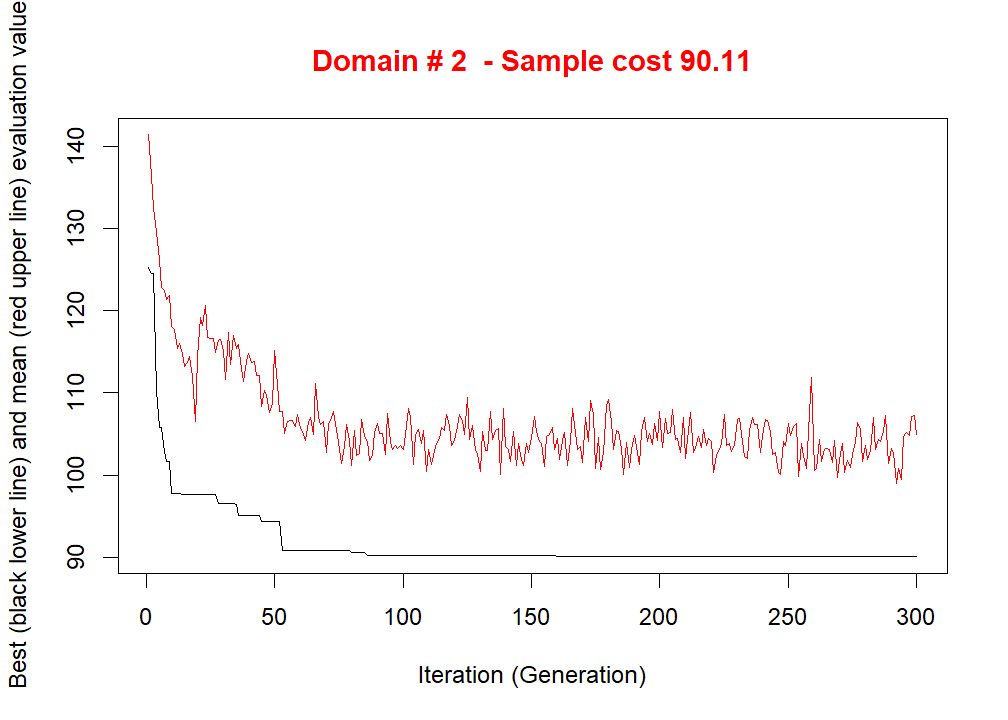 Domain # 2  - Sample cost 90.11
Best (black lower line) and mean (red upper line) evaluation value
140
130
120
110
100
90
0 50 100 150 200 250 300
Iteration (Generation)